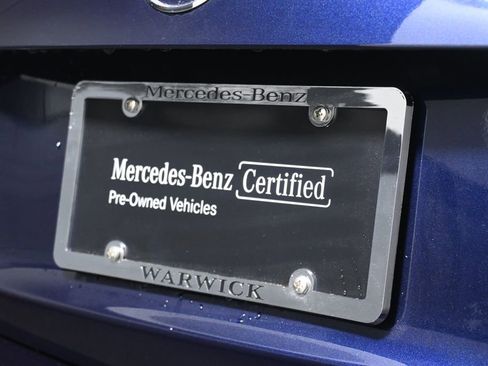 Mercedes-Benz
Mercedes-Benz Certified
Pre-Owned Vehicles
WARWICK